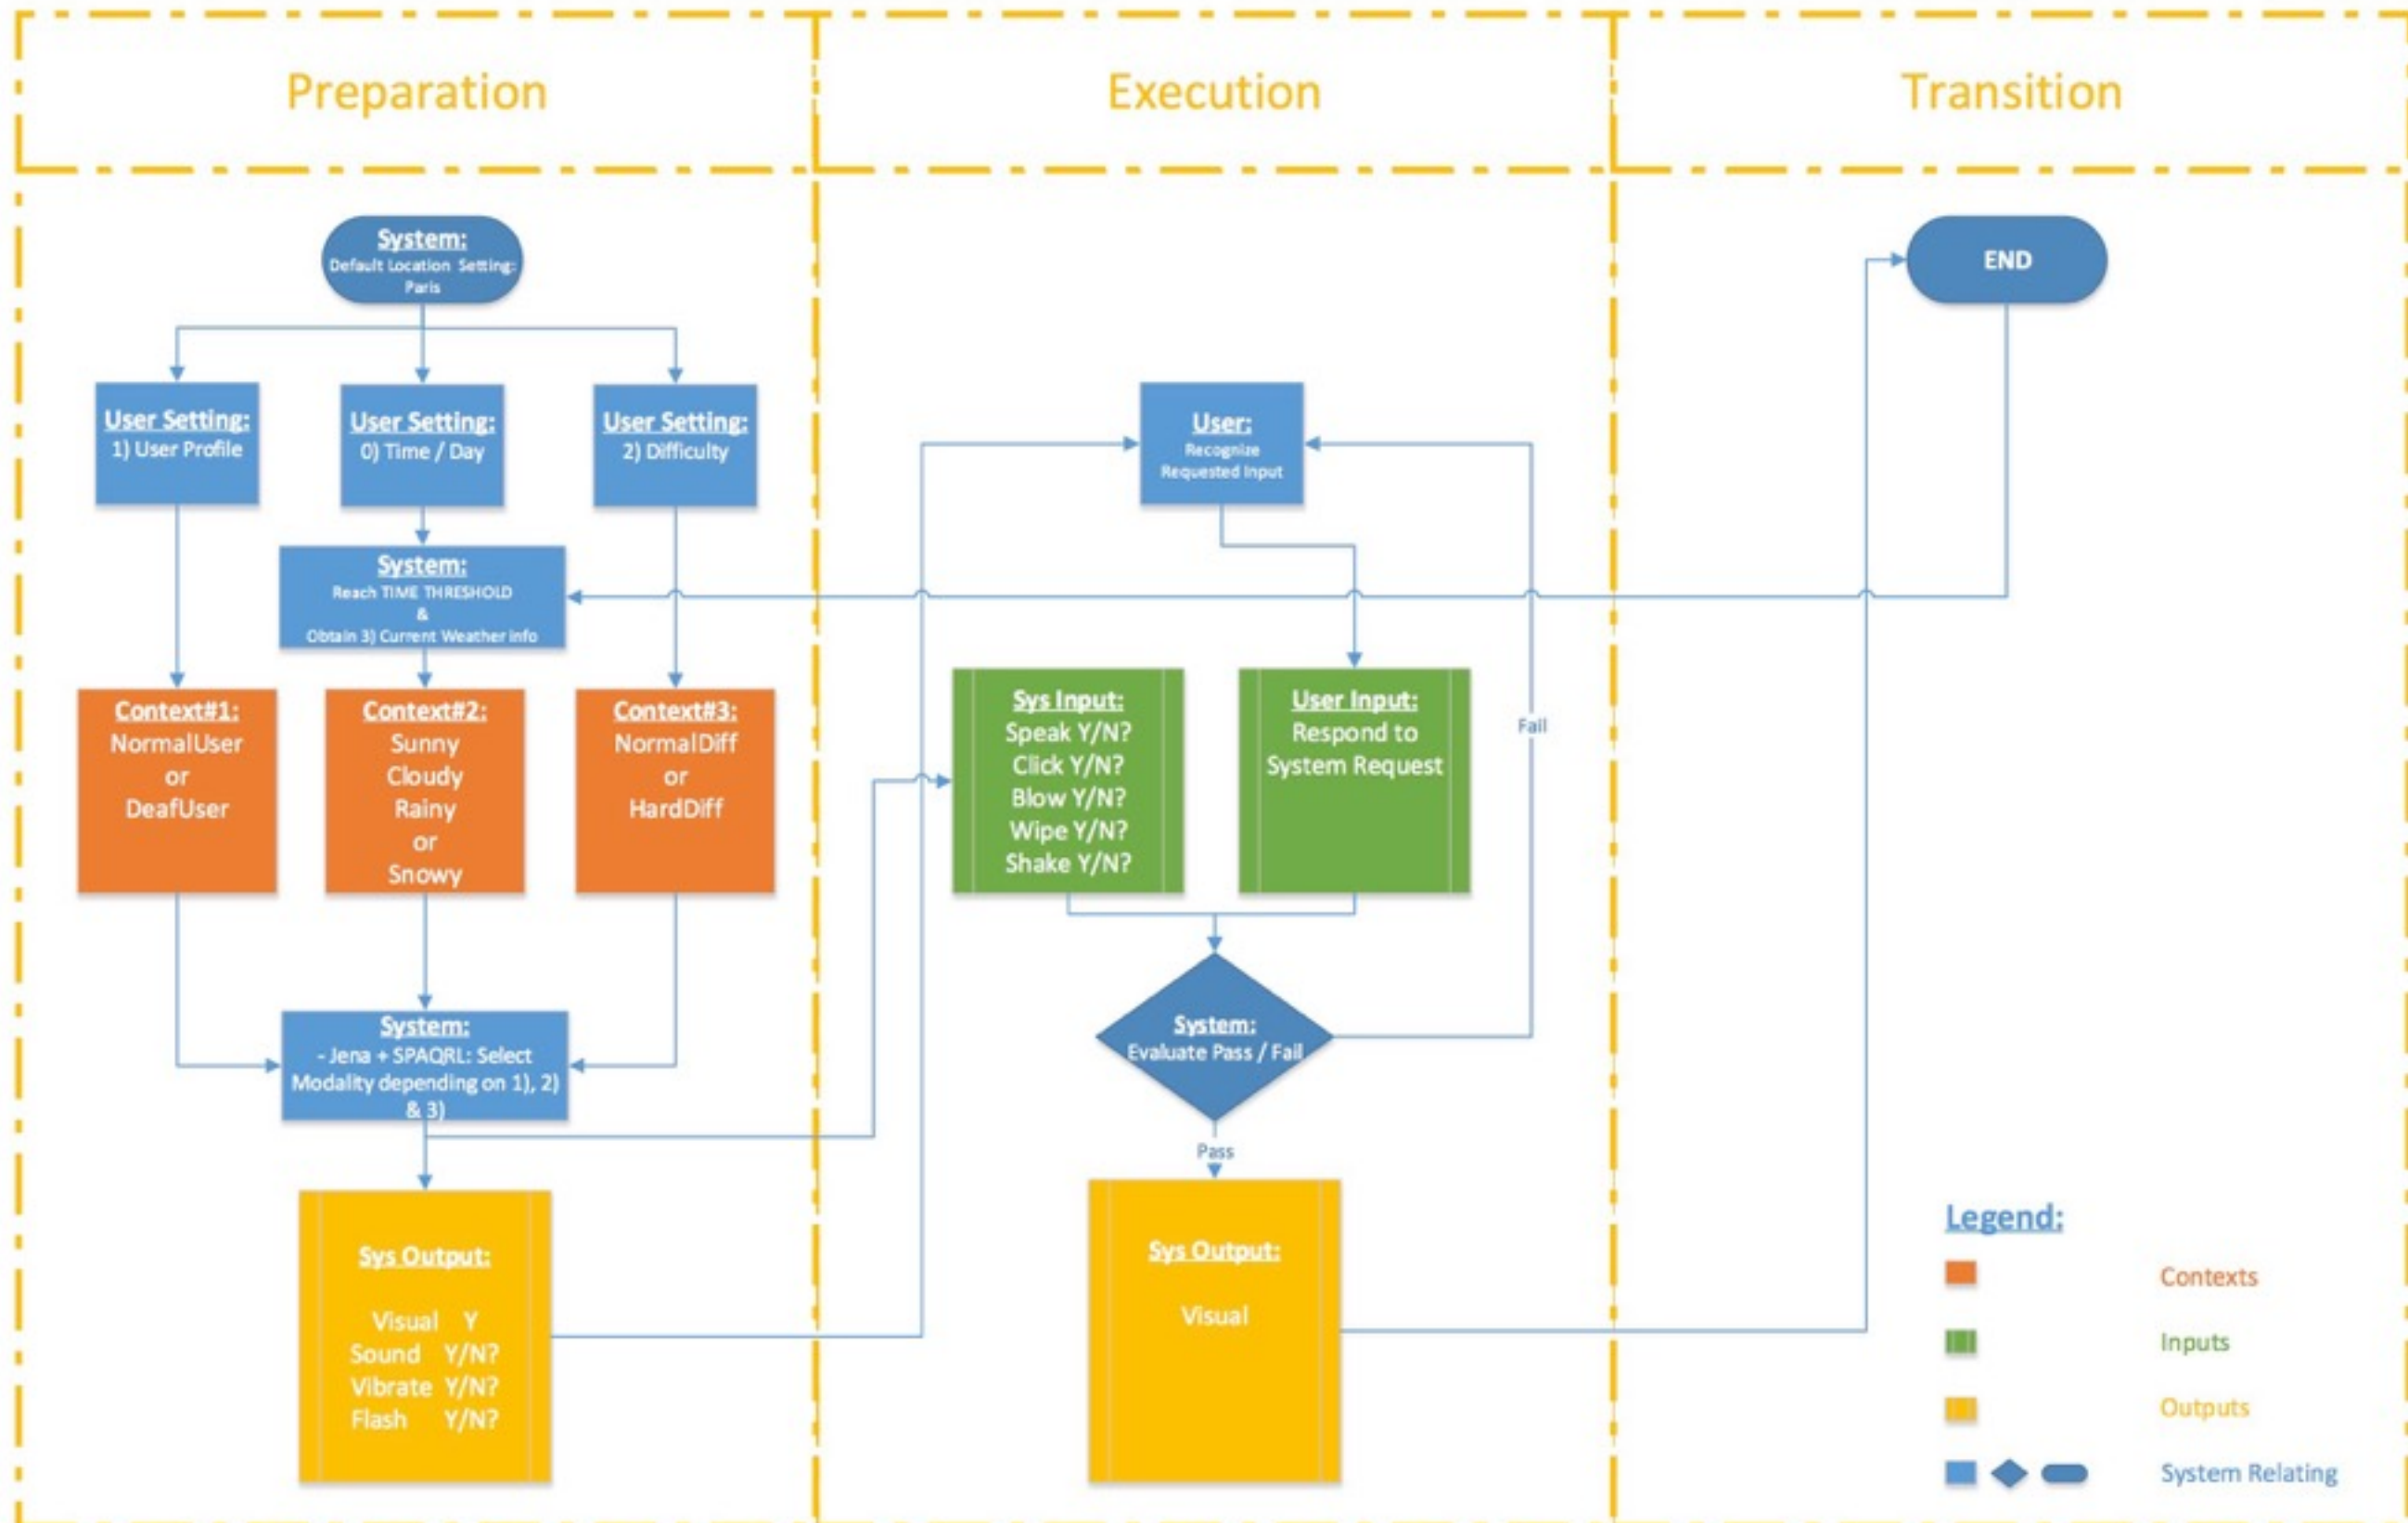 Preparation
Execution
Transition
System:
Default Location Setting:
Paris
END
User Setting:
1) User Profile
User Setting:
0) Time / Day
User Setting:
2) Difficulty
User:
Recognize
Requested Input
System:
Reach TIME THRESHOLD
&
Obtain 3) Current Weather info
Context#1:
NormalUser
or
DeafUser
Context#2:
Sunny
Cloudy
Rainy
or
Snowy
Context#3:
NormalDiff
or
HardDiff
Sys Input:
Speak Y/N?
Click Y/N?
Blow Y/N?
Wipe Y/N?
Shake Y/N?
User Input:
Respond to
System Request
Fail
System:
- Jena + SPAQRL: Select
Modality depending on 1), 2)
& 3)
System:
Evaluate Pass / Fail
Pass
Sys Output:
Visual Y
Sound Y/N?
Vibrate Y/N?
Flash Y/N?
Sys Output:
Visual
Legend:
Contexts
Inputs
Outputs
System Relating